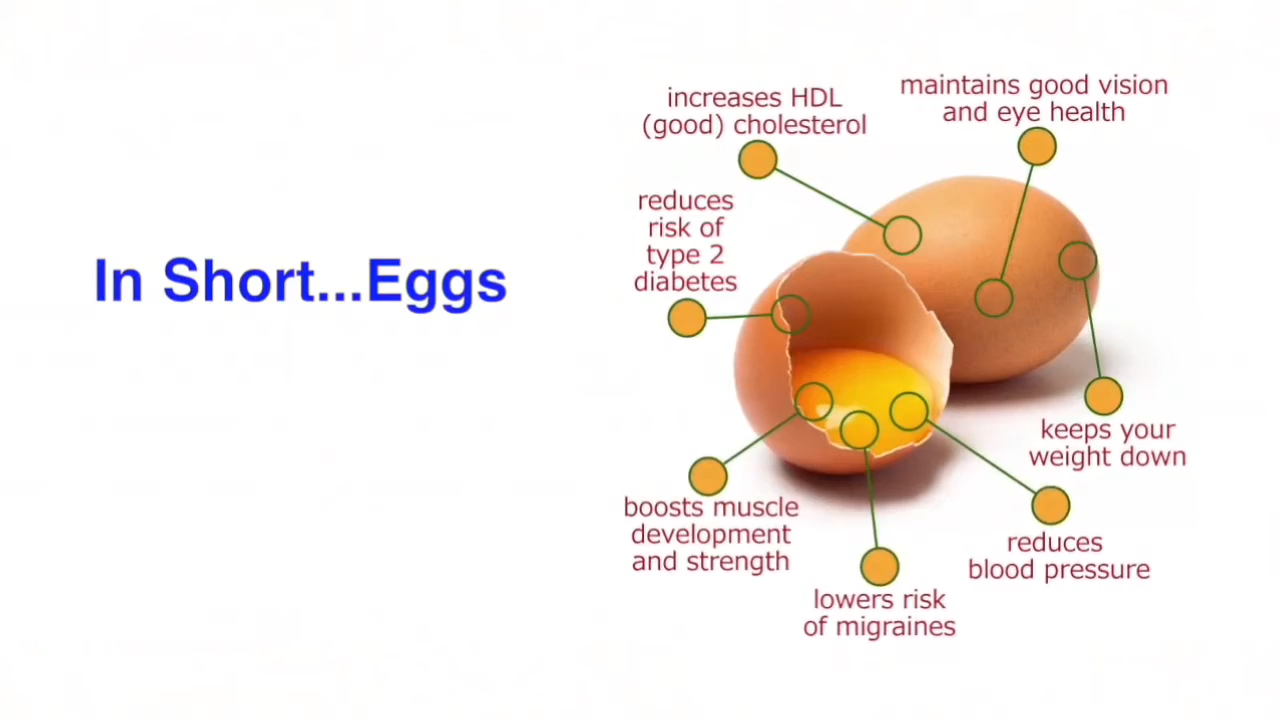 In Short...Eggs
increases HDL
(good) cholesterol
maintains good vision
and eye health
reduces
risk of
type 2
diabetes
keeps your
weight down
boosts muscle
development
and strength
reduces
blood pressure
lowers risk
of migraines